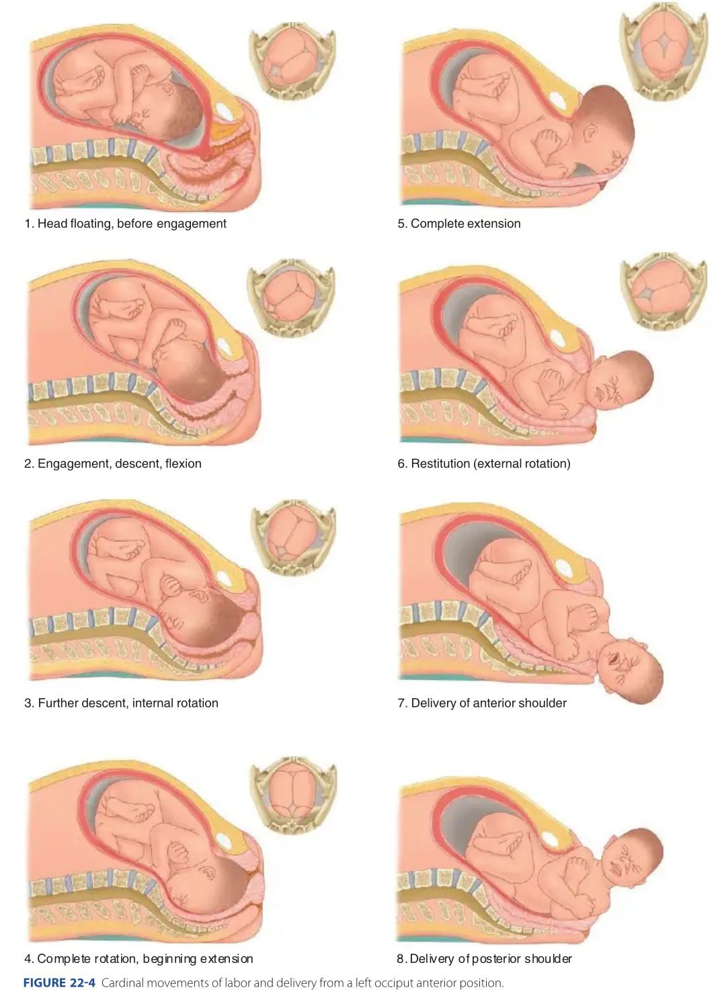 1. Head floating, before engagement
2. Engagement, descent, flexion
3. Further descent, internal rotation
4. Complete rotation, beginning extension
5. Complete extension
6. Restitution (external rotation)
7. Delivery of anterior shoulder
8. Delivery of posterior shoulder
FIGURE 22-4 Cardinal movements of labor and delivery from a left occiput anterior position.